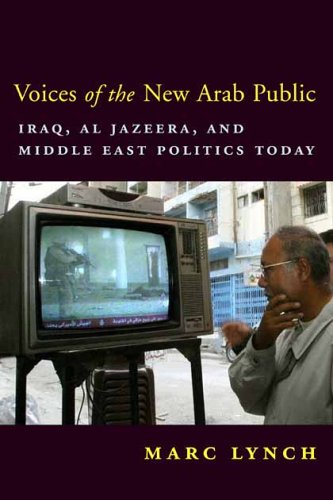 Voices of the New Arab Public
IRAQ, AL JAZEERA, AND
MIDDLE EAST POLITICS TODAY
MARC LYNCH